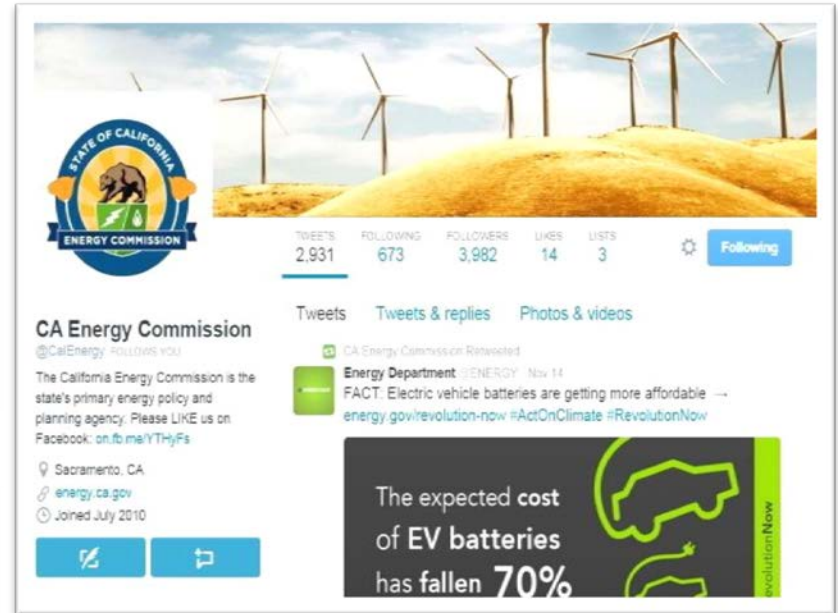 STATE OF CALIFORNIA
ENERGY COMMISSION
TWEETS FOLLOWING FOLLOWERS LIKES LISTS
2,931 673 3,982 14 3
Following
CA Energy Commission
@CalEnergy FOLLOWS YOU
The California Energy Commission is the
state's primary energy policy and
planning agency. Please LIKE us on
Facebook: on.fb.me/YTHyFs
Sacramento, CA
energy.ca.gov
Joined July 2010
Tweets Tweets & replies Photos & videos
CA Energy Commission Retweeted
Energy Department @ENERGY Nov 14
FACT: Electric vehicle batteries are getting more affordable →
energy.gov/revolution-now #ActOnClimate #RevolutionNow
The expected cost
of EV batteries
has fallen 70%
evolutionNow